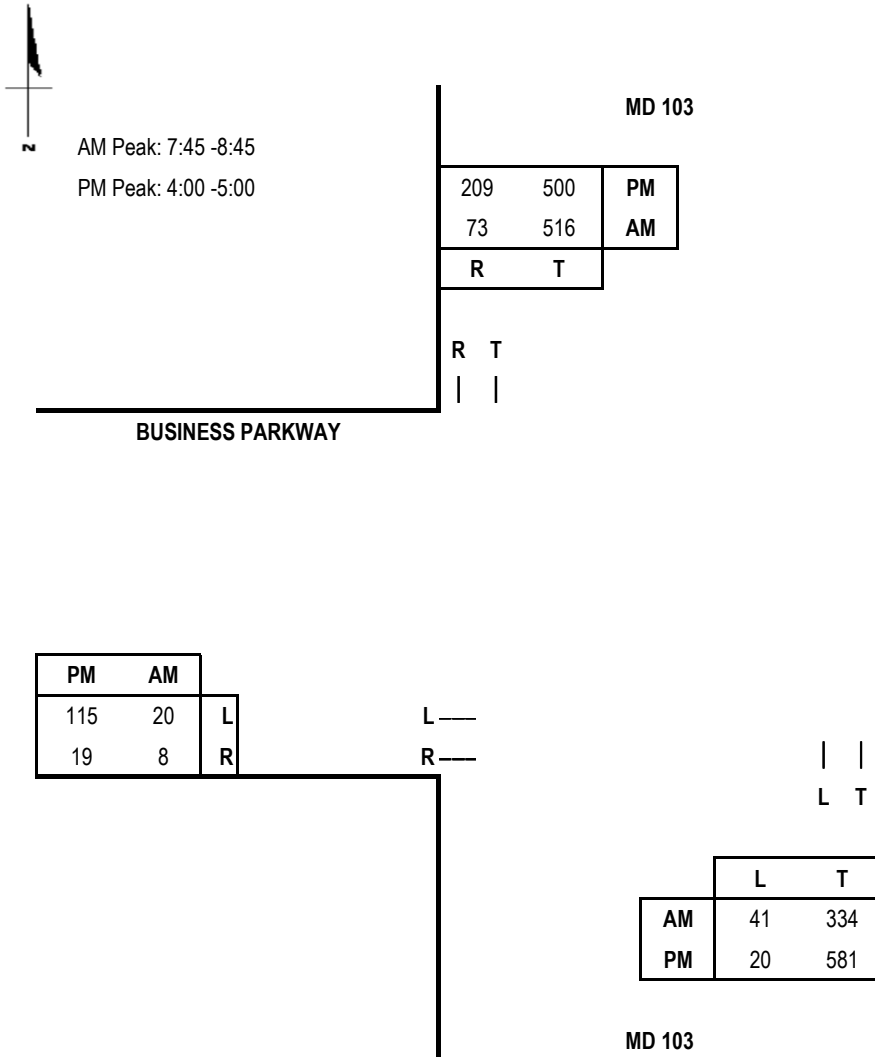 MD 103
N
AM Peak: 7:45 -8:45
PM Peak: 4:00 -5:00
209 500 PM
73 516 AM
R T
R T
BUSINESS PARKWAY
PM AM
115 20 L
19 8 R
L
R
L T
L T
AM 41 334
PM 20 581
MD 103